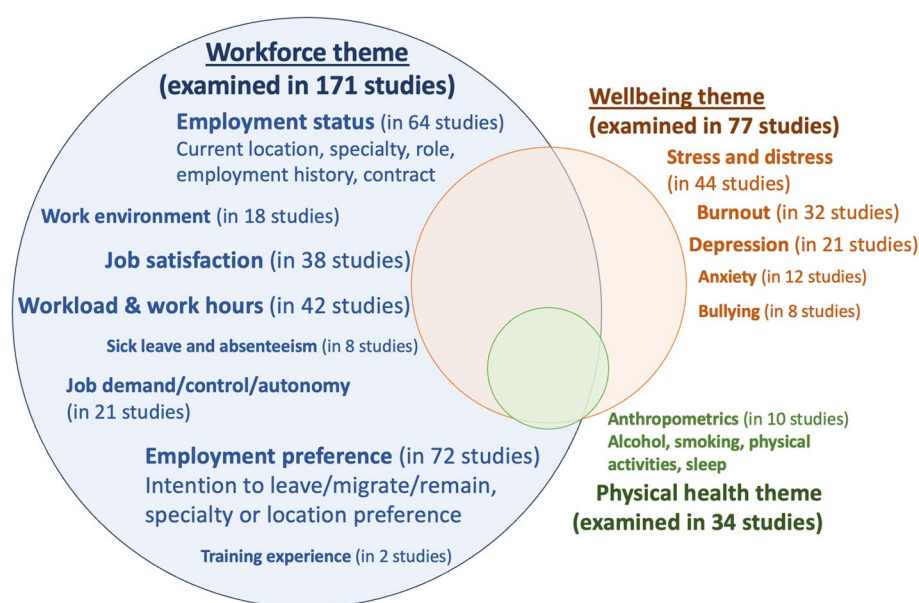 Workforce theme
(examined in 171 studies)
Employment status (in 64 studies)
Current location, specialty, role,
employment history, contract
Work environment (in 18 studies)
Job satisfaction (in 38 studies)
Workload & work hours (in 42 studies)
Sick leave and absenteeism (in 8 studies)
Job demand/control/autonomy
(in 21 studies)
Employment preference (in 72 studies)
Intention to leave/migrate/remain,
specialty or location preference
Training experience (in 2 studies)
Wellbeing theme
(examined in 77 studies)
Stress and distress
(in 44 studies)
Burnout (in 32 studies)
Depression (in 21 studies)
Anxiety (in 12 studies)
Bullying (in 8 studies)
Anthropometrics (in 10 studies)
Alcohol, smoking, physical
activities, sleep
Physical health theme
(examined in 34 studies)